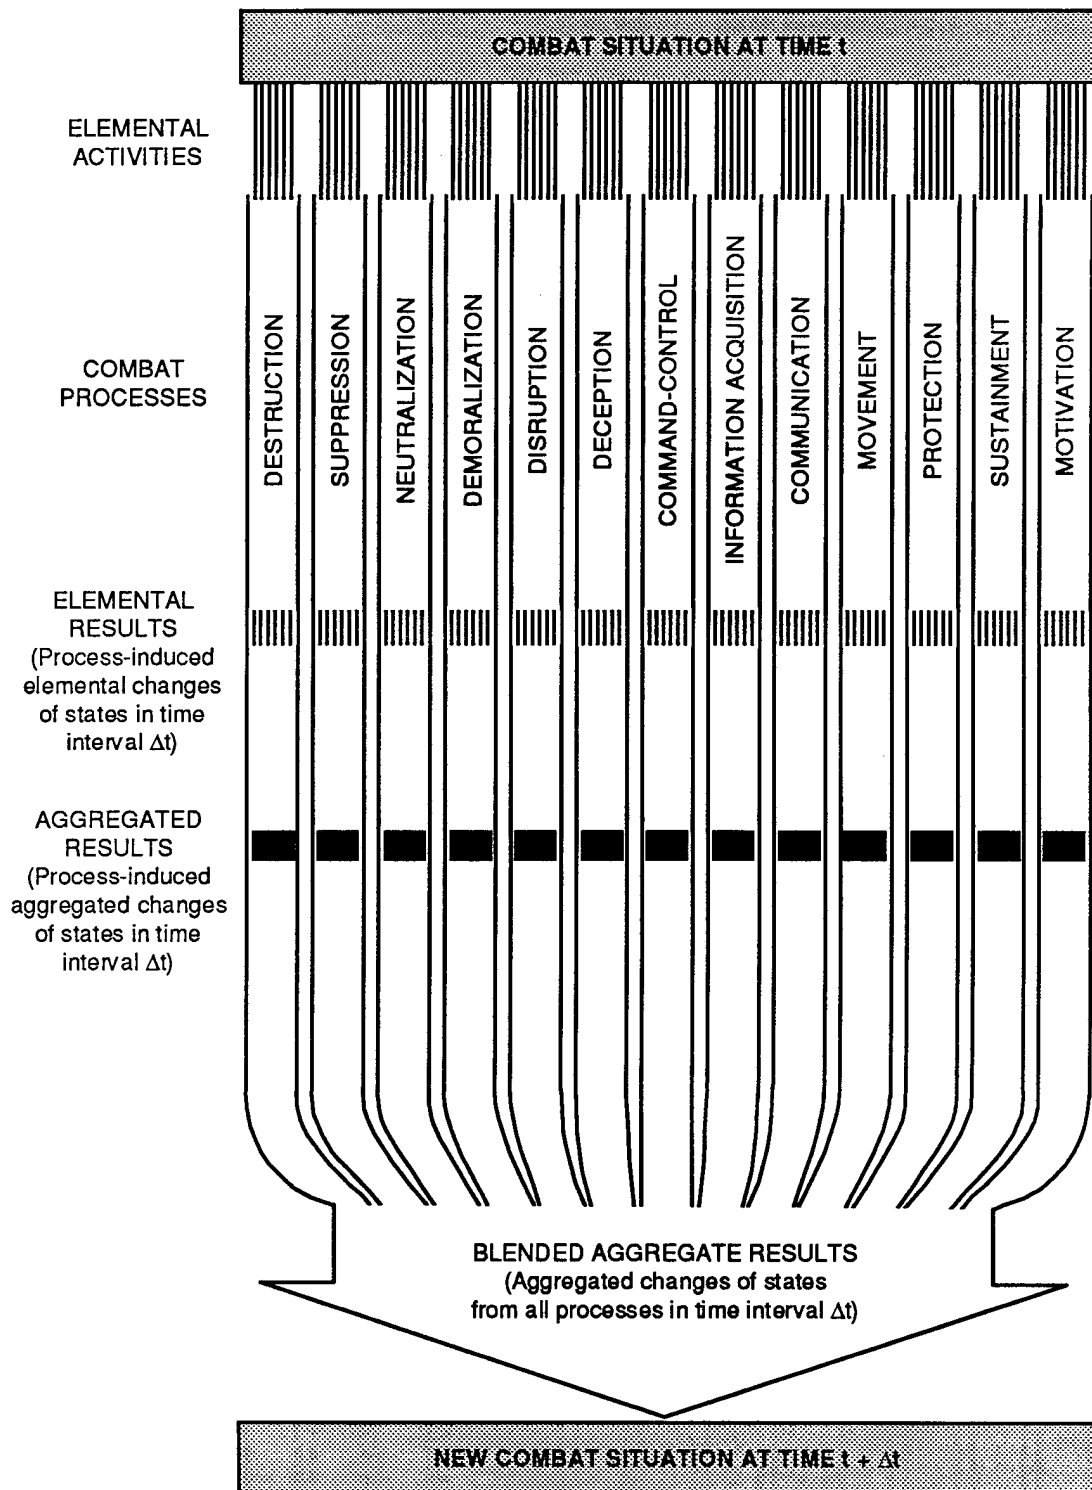 COMBAT SITUATION AT TIME t
ELEMENTAL
ACTIVITIES
COMBAT
PROCESSES
DESTRUCTION
SUPPRESSION
NEUTRALIZATION
DEMORALIZATION
DISRUPTION
DECEPTION
COMMAND-CONTROL
INFORMATION ACQUISITION
COMMUNICATION
MOVEMENT
PROTECTION
SUSTAINMENT
MOTIVATION
ELEMENTAL
RESULTS
(Process-induced
elemental changes
of states in time
interval Δt)
AGGREGATED
RESULTS
(Process-induced
aggregated changes
of states in time
interval Δt)
BLENDED AGGREGATE RESULTS
(Aggregated changes of states
from all processes in time interval Δt)
NEW COMBAT SITUATION AT TIME t + Δt